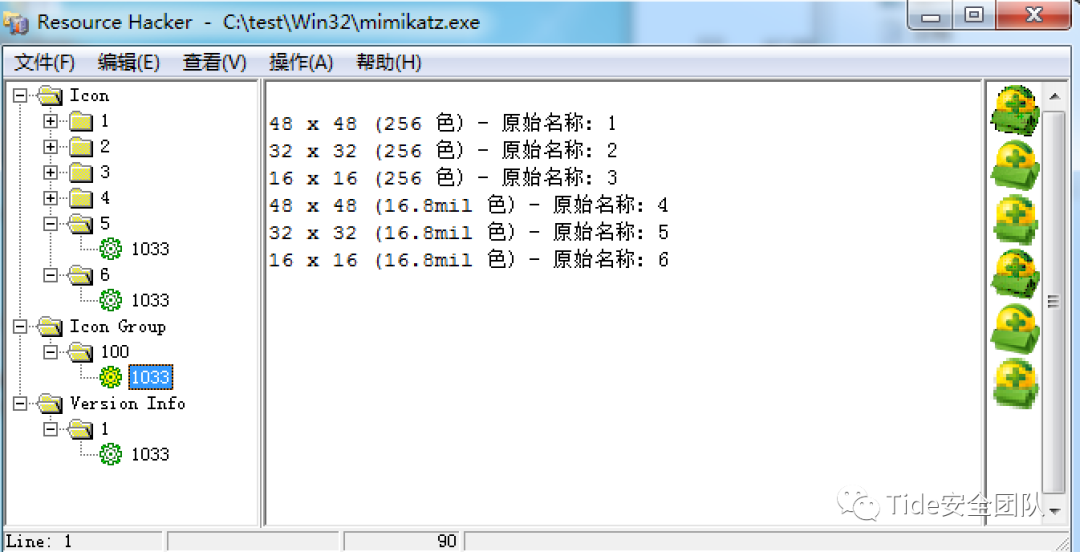 Resource Hacker - C:\test\Win32\mimikatz.exe
文件(F) 编辑(E) 查看(V) 操作(A) 帮助(H)
Icon
1
2
3
4
5
1033
6
1033
Icon Group
100
1033
Version Info
1
1033
48 x 48 (256 色) - 原始名称: 1
32 x 32 (256 色) - 原始名称: 2
16 x 16 (256 色) - 原始名称: 3
48 x 48 (16.8mil 色) - 原始名称: 4
32 x 32 (16.8mil 色) - 原始名称: 5
16 x 16 (16.8mil 色) - 原始名称: 6
Tide安全团队
Line: 1
90